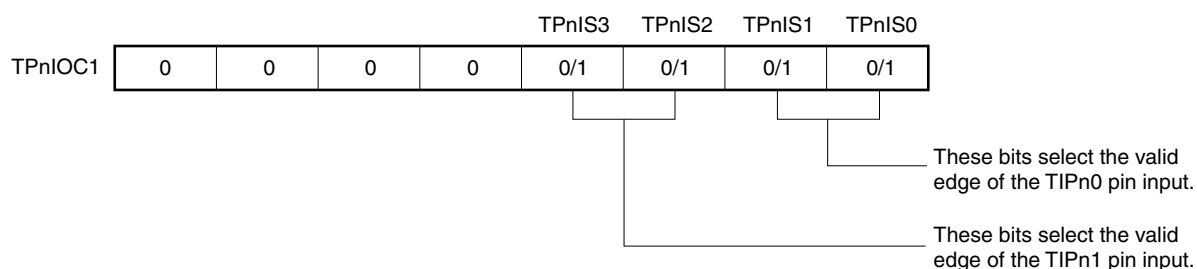 TPnIS3 TPnIS2 TPnIS1 TPnIS0
TPnIOC1 0 0 0 0 0/1 0/1 0/1 0/1
These bits select the valid
edge of the TIPn0 pin input.
These bits select the valid
edge of the TIPn1 pin input.